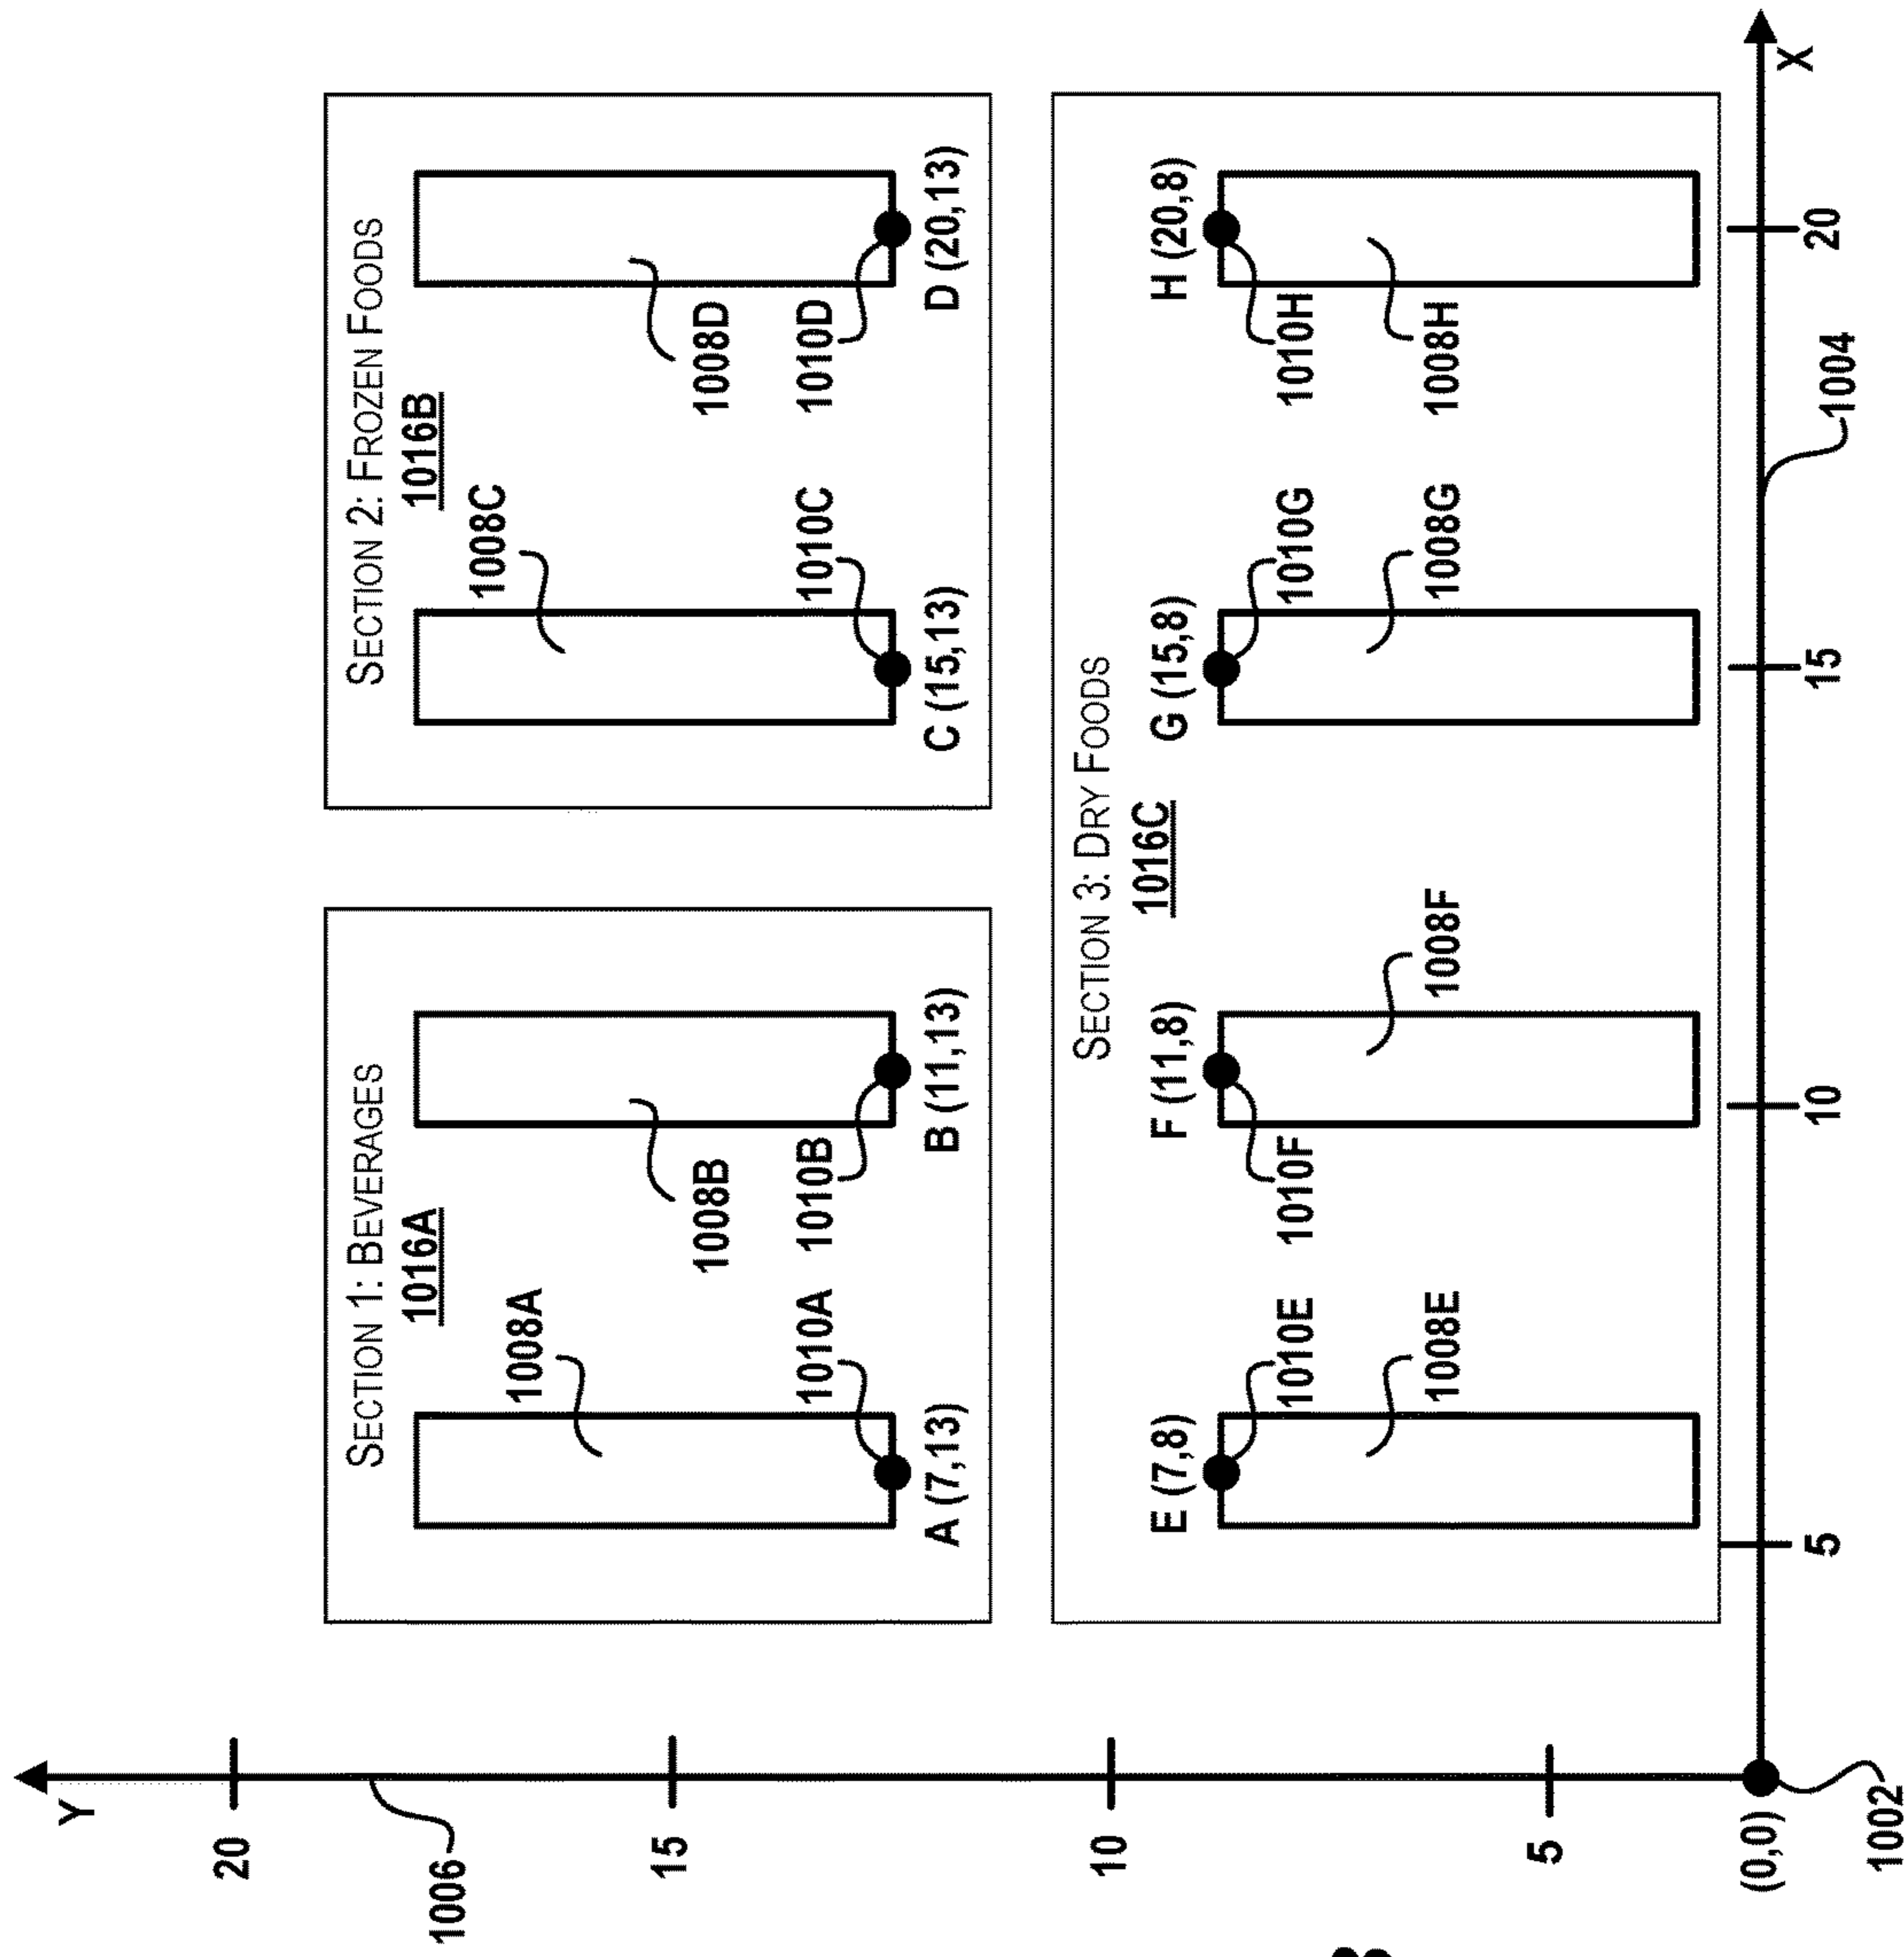 Y
20
15
10
5
1006
(0,0)
1002
SECTION 1: BEVERAGES
1016A
1008A
1008B
1010A
1010B
A (7,13)
B (11,13)
SECTION 2: FROZEN FOODS
1016B
1008C
1008D
1010C
1010D
C (15,13)
D (20,13)
SECTION 3: DRY FOODS
1016C
E (7,8)
F (11,8)
G (15,8)
H (20,8)
1010E
1010F
1010G
1010H
1008E
1008F
1008G
1008H
5
10
15
20
X
1004